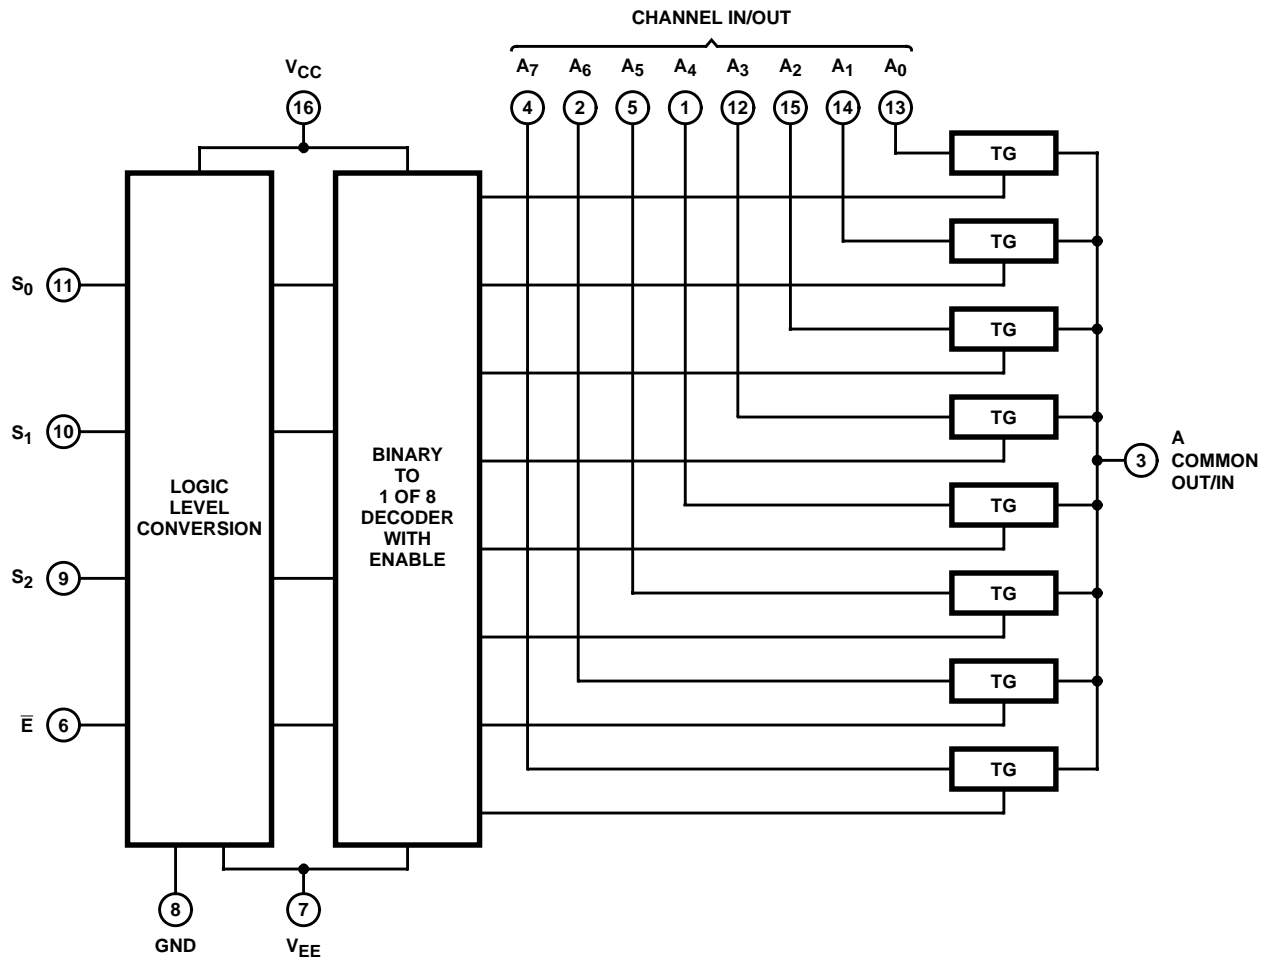 CHANNEL IN/OUT
A7 A6 A5 A4 A3 A2 A1 A0
4 2 5 1 12 15 14 13
VCC
16
TG
TG
TG
TG
TG
TG
TG
TG
S0 11
S1 10
S2 9
E̅ 6
LOGIC
LEVEL
CONVERSION
BINARY
TO
1 OF 8
DECODER
WITH
ENABLE
3
A
COMMON
OUT/IN
8
GND
7
VEE